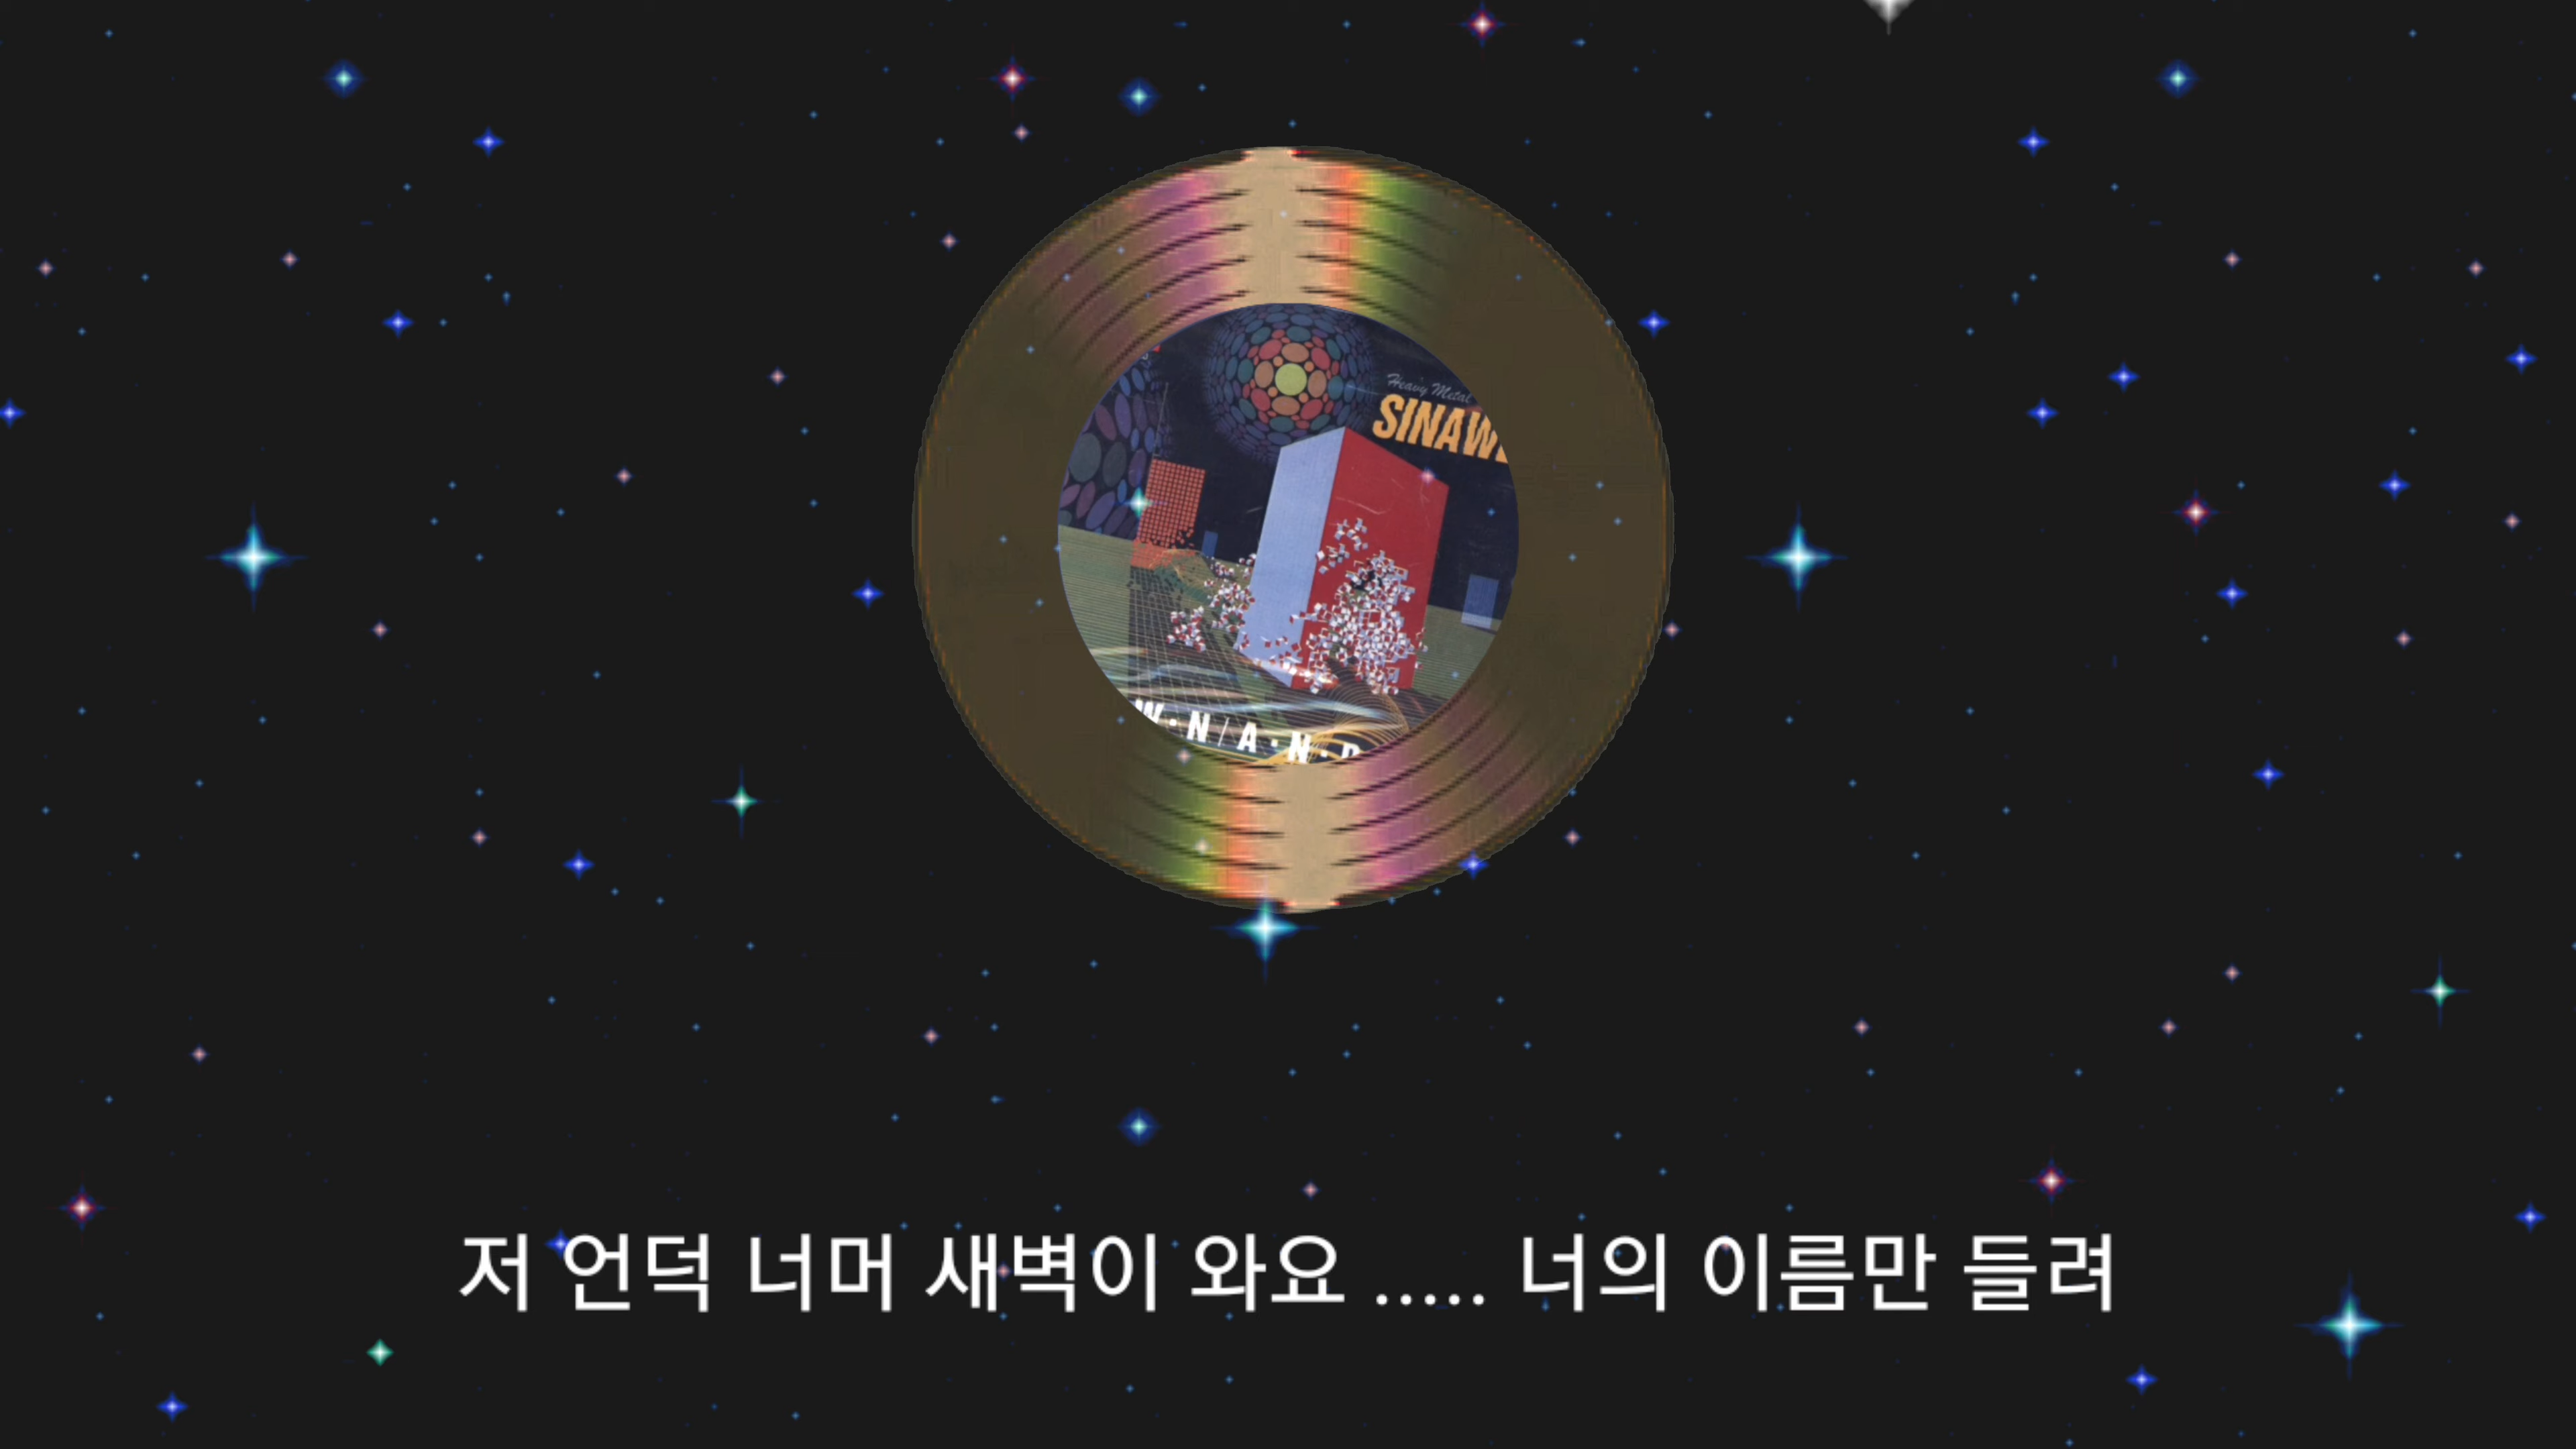 Heavy Metal
SINAW
W·N/A·N·D
저 언덕 너머 새벽이 와요 ..... 너의 이름만 들려